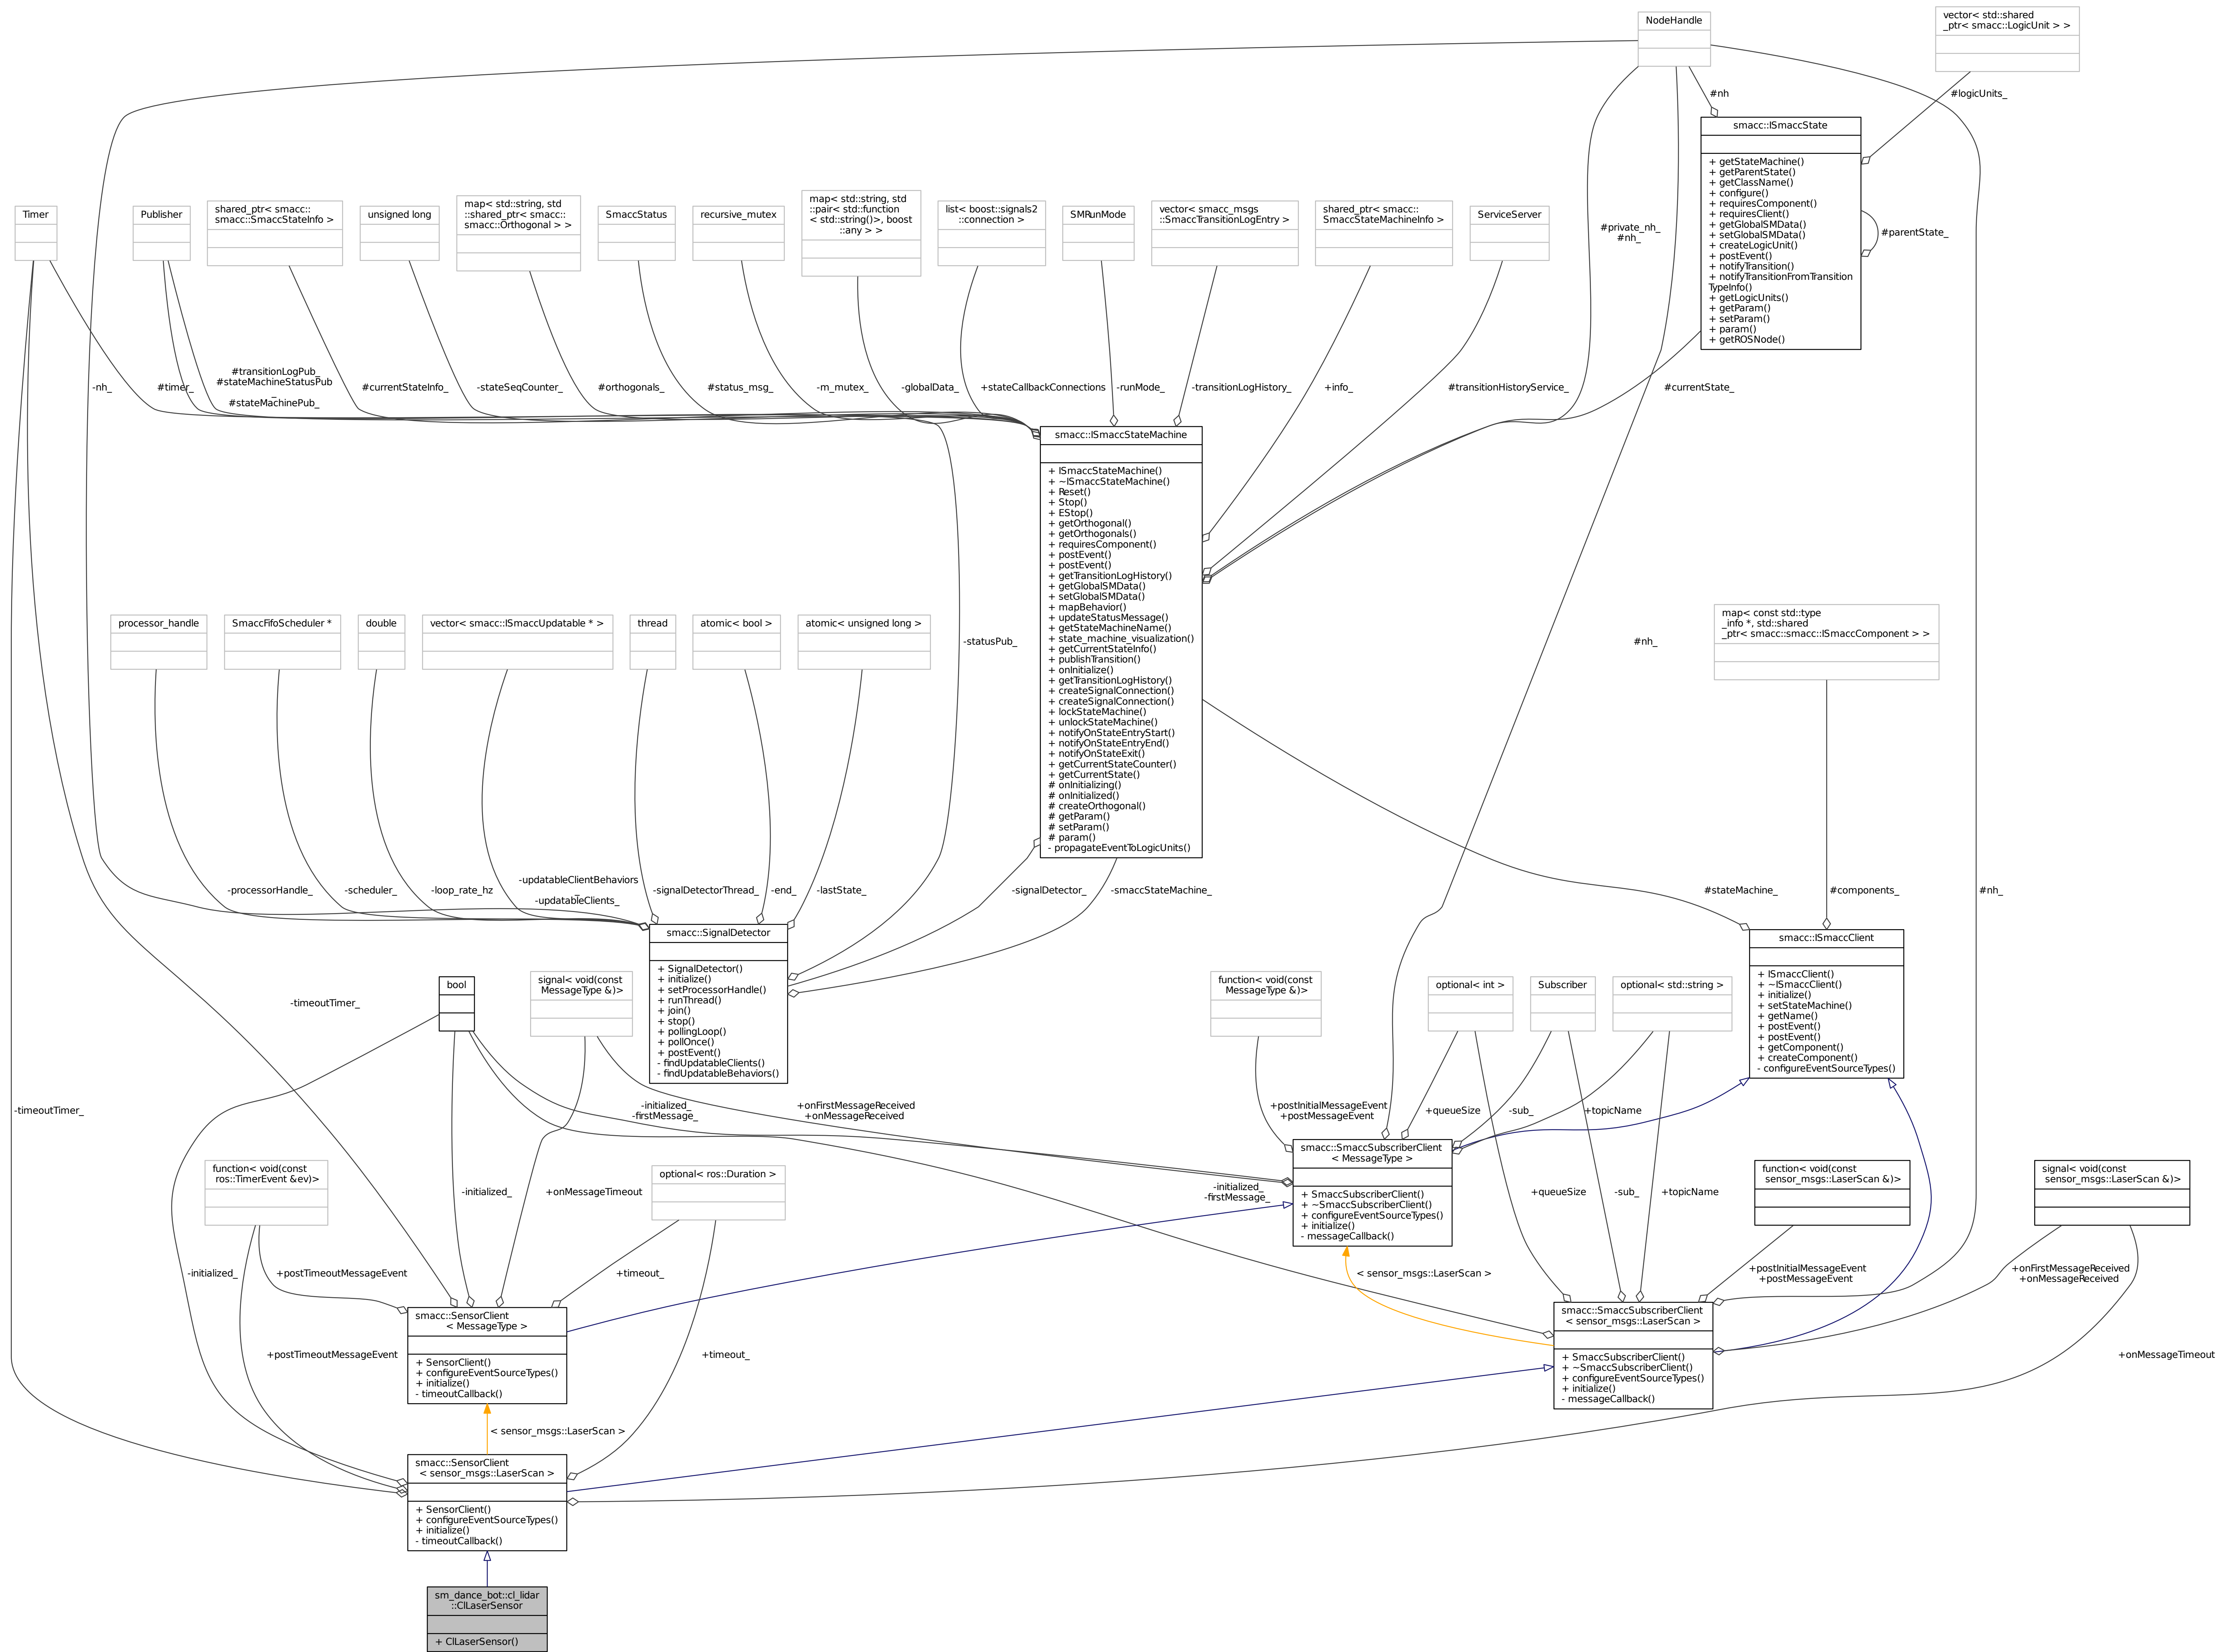 NodeHandle
vector< std::shared
_ptr< smacc::LogicUnit > >
#nh
#logicUnits_
smacc::ISmaccState
+ getStateMachine()
+ getParentState()
+ getClassName()
+ configure()
+ requiresComponent()
+ requiresClient()
+ getGlobalSMData()
+ setGlobalSMData()
+ createLogicUnit()
+ postEvent()
+ notifyTransition()
+ notifyTransitionFromTransition
TypeInfo()
+ getLogicUnits()
+ getParam()
+ setParam()
+ param()
+ getROSNode()
#parentState_
#private_nh_
#nh_
Timer
Publisher
shared_ptr< smacc::
smacc::SmaccStateInfo >
unsigned long
map< std::string, std
::shared_ptr< smacc::
smacc::Orthogonal > >
SmaccStatus
recursive_mutex
map< std::string, std
::pair< std::function
< std::string()>, boost
::any > >
list< boost::signals2
::connection >
SMRunMode
vector< smacc_msgs
::SmaccTransitionLogEntry >
shared_ptr< smacc::
SmaccStateMachineInfo >
ServiceServer
-nh_
#timer_
#transitionLogPub_
#stateMachineStatusPub
_
#stateMachinePub_
#currentStateInfo_
-stateSeqCounter_
#orthogonals_
#status_msg_
-m_mutex_
-globalData_
+stateCallbackConnections
-runMode_
-transitionLogHistory_
+info_
#transitionHistoryService_
#currentState_
smacc::ISmaccStateMachine
+ ISmaccStateMachine()
+ ~ISmaccStateMachine()
+ Reset()
+ Stop()
+ EStop()
+ getOrthogonal()
+ getOrthogonals()
+ requiresComponent()
+ postEvent()
+ postEvent()
+ getTransitionLogHistory()
+ getGlobalSMData()
+ setGlobalSMData()
+ mapBehavior()
+ updateStatusMessage()
+ getStateMachineName()
+ state_machine_visualization()
+ getCurrentStateInfo()
+ publishTransition()
+ onInitialize()
+ getTransitionLogHistory()
+ createSignalConnection()
+ createSignalConnection()
+ lockStateMachine()
+ unlockStateMachine()
+ notifyOnStateEntryStart()
+ notifyOnStateEntryEnd()
+ notifyOnStateExit()
+ getCurrentStateCounter()
+ getCurrentState()
# onInitializing()
# onInitialized()
# createOrthogonal()
# getParam()
# setParam()
# param()
- propagateEventToLogicUnits()
processor_handle
SmaccFifoScheduler *
double
vector< smacc::ISmaccUpdatable * >
thread
atomic< bool >
atomic< unsigned long >
-statusPub_
#nh_
map< const std::type
_info *, std::shared
_ptr< smacc::smacc::ISmaccComponent > >
-processorHandle_
-scheduler_
-loop_rate_hz
-updatableClientBehaviors
_
-updatableClients_
-signalDetectorThread_
-end_
-lastState_
-signalDetector_
-smaccStateMachine_
#stateMachine_
#components_
#nh_
smacc::SignalDetector
+ SignalDetector()
+ initialize()
+ setProcessorHandle()
+ runThread()
+ join()
+ stop()
+ pollingLoop()
+ pollOnce()
+ postEvent()
- findUpdatableClients()
- findUpdatableBehaviors()
smacc::ISmaccClient
+ ISmaccClient()
+ ~ISmaccClient()
+ initialize()
+ setStateMachine()
+ getName()
+ postEvent()
+ postEvent()
+ getComponent()
+ createComponent()
- configureEventSourceTypes()
-timeoutTimer_
bool
signal< void(const
MessageType &)>
function< void(const
MessageType &)>
optional< int >
Subscriber
optional< std::string >
-timeoutTimer_
-initialized_
-firstMessage_
+onFirstMessageReceived
+onMessageReceived
+postInitialMessageEvent
+postMessageEvent
+queueSize
-sub_
+topicName
smacc::SmaccSubscriberClient
< MessageType >
+ SmaccSubscriberClient()
+ ~SmaccSubscriberClient()
+ configureEventSourceTypes()
+ initialize()
- messageCallback()
function< void(const
ros::TimerEvent &ev)>
-initialized_
+onMessageTimeout
optional< ros::Duration >
-initialized_
-firstMessage_
+queueSize
-sub_
+topicName
function< void(const
sensor_msgs::LaserScan &)>
signal< void(const
sensor_msgs::LaserScan &)>
-initialized_
+postTimeoutMessageEvent
+timeout_
< sensor_msgs::LaserScan >
+postInitialMessageEvent
+postMessageEvent
+onFirstMessageReceived
+onMessageReceived
smacc::SensorClient
< MessageType >
+ SensorClient()
+ configureEventSourceTypes()
+ initialize()
- timeoutCallback()
smacc::SmaccSubscriberClient
< sensor_msgs::LaserScan >
+ SmaccSubscriberClient()
+ ~SmaccSubscriberClient()
+ configureEventSourceTypes()
+ initialize()
- messageCallback()
+postTimeoutMessageEvent
+timeout_
+onMessageTimeout
< sensor_msgs::LaserScan >
smacc::SensorClient
< sensor_msgs::LaserScan >
+ SensorClient()
+ configureEventSourceTypes()
+ initialize()
- timeoutCallback()
sm_dance_bot::cl_lidar
::ClLaserSensor
+ ClLaserSensor()